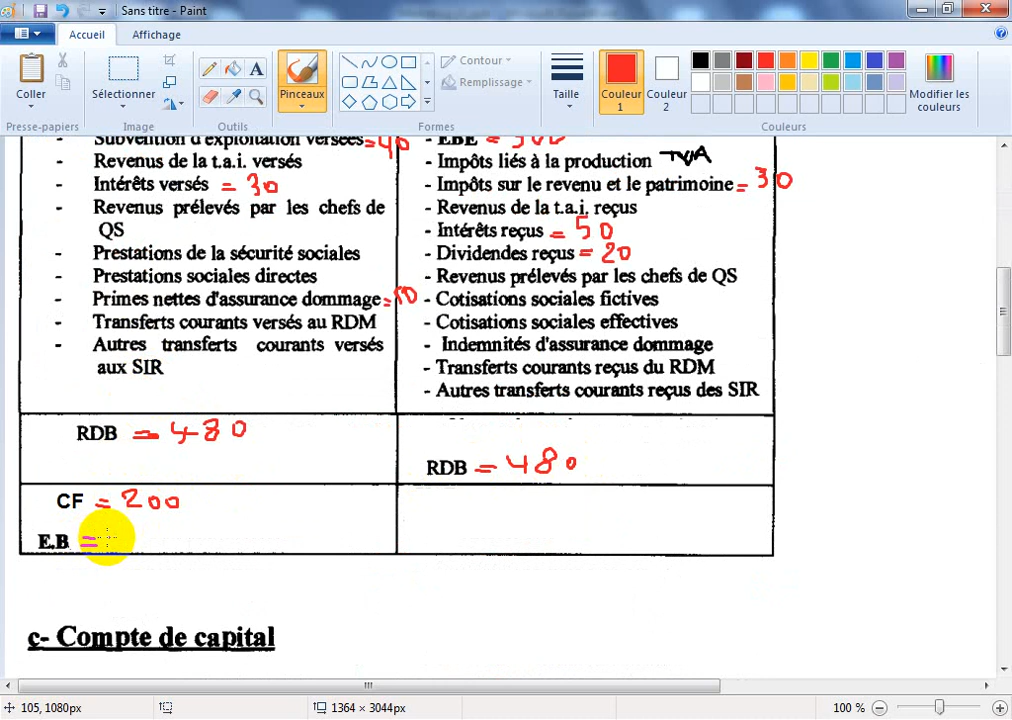 Sans titre - Paint
Accueil
Affichage
Coller
Sélectionner
Pinceaux
Contour
Remplissage
Taille
Couleur 1
Couleur 2
Modifier les couleurs
Presse-papiers
Image
Outils
Formes
Couleurs
- Subvention d'exploitation versées = 40
- Revenus de la t.a.i. versés
- Intérêts versés = 30
- Revenus prélevés par les chefs de
QS
- Prestations de la sécurité sociales
- Prestations sociales directes
- Primes nettes d'assurance dommage = 10
- Transferts courants versés au RDM
- Autres transferts courants versés
aux SIR
- EBE = 500
- Impôts liés à la production TVA
- Impôts sur le revenu et le patrimoine = 30
- Revenus de la t.a.i. reçus
- Intérêts reçus = 50
- Dividendes reçus = 20
- Revenus prélevés par les chefs de QS
- Cotisations sociales fictives
- Cotisations sociales effectives
- Indemnités d'assurance dommage
- Transferts courants reçus du RDM
- Autres transferts courants reçus des SIR
RDB = 480
RDB = 480
CF = 200
E.B =
c- Compte de capital
105, 1080px
1364 × 3044px
100 %